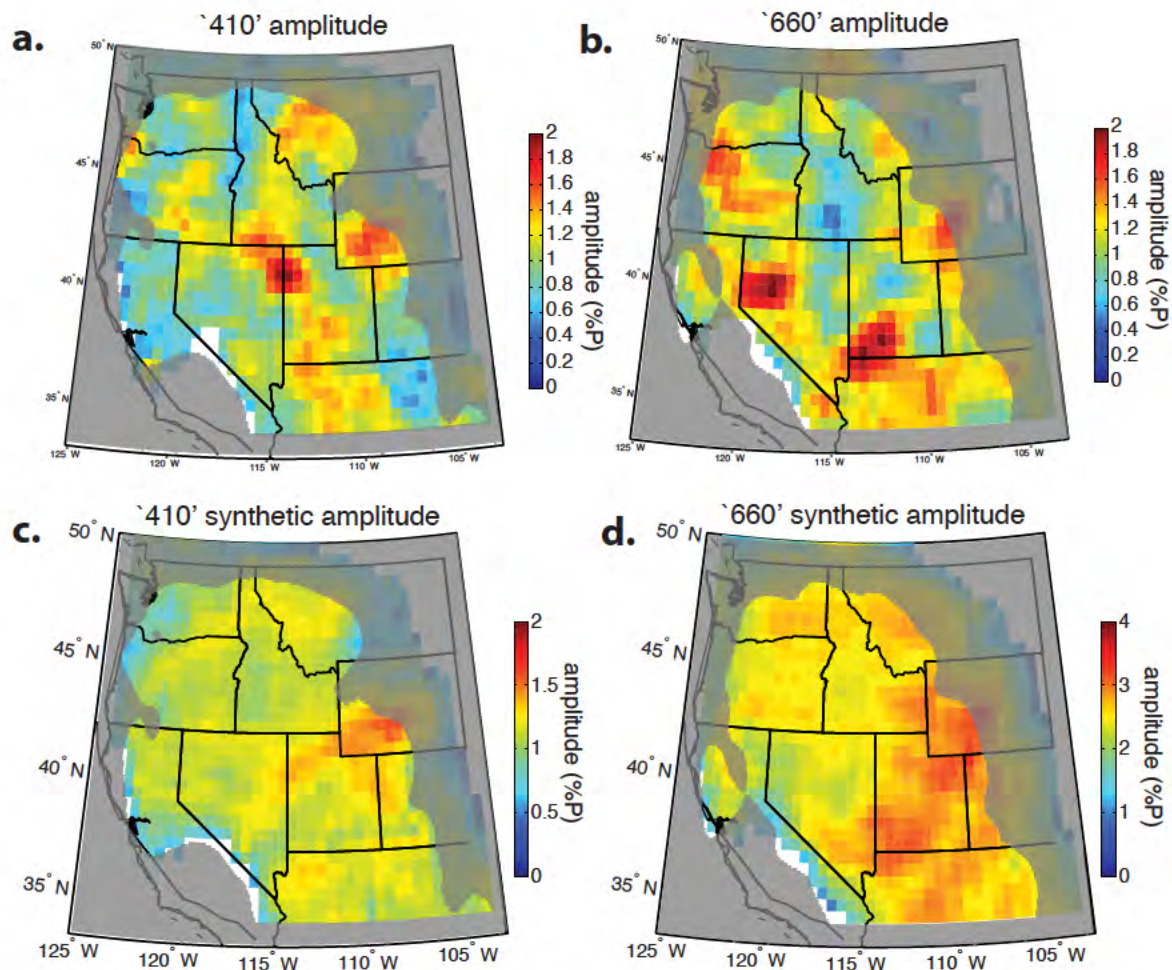 a.
`410' amplitude
50° N
45° N
40° N
35° N
125 W
120 W
115 W
110 W
105 W
2
1.8
1.6
1.4
1.2
1
0.8
0.6
0.4
0.2
0
amplitude (%P)
b.
`660' amplitude
50° N
45° N
40° N
35° N
125 W
120 W
115 W
110 W
105 W
2
1.8
1.6
1.4
1.2
1
0.8
0.6
0.4
0.2
0
amplitude (%P)
c.
`410' synthetic amplitude
50° N
45° N
40° N
35° N
125° W
120° W
115° W
110° W
105° W
2
1.5
1
0.5
0
amplitude (%P)
d.
`660' synthetic amplitude
50° N
45° N
40° N
35° N
125° W
120° W
115° W
110° W
105° W
4
3
2
1
0
amplitude (%P)